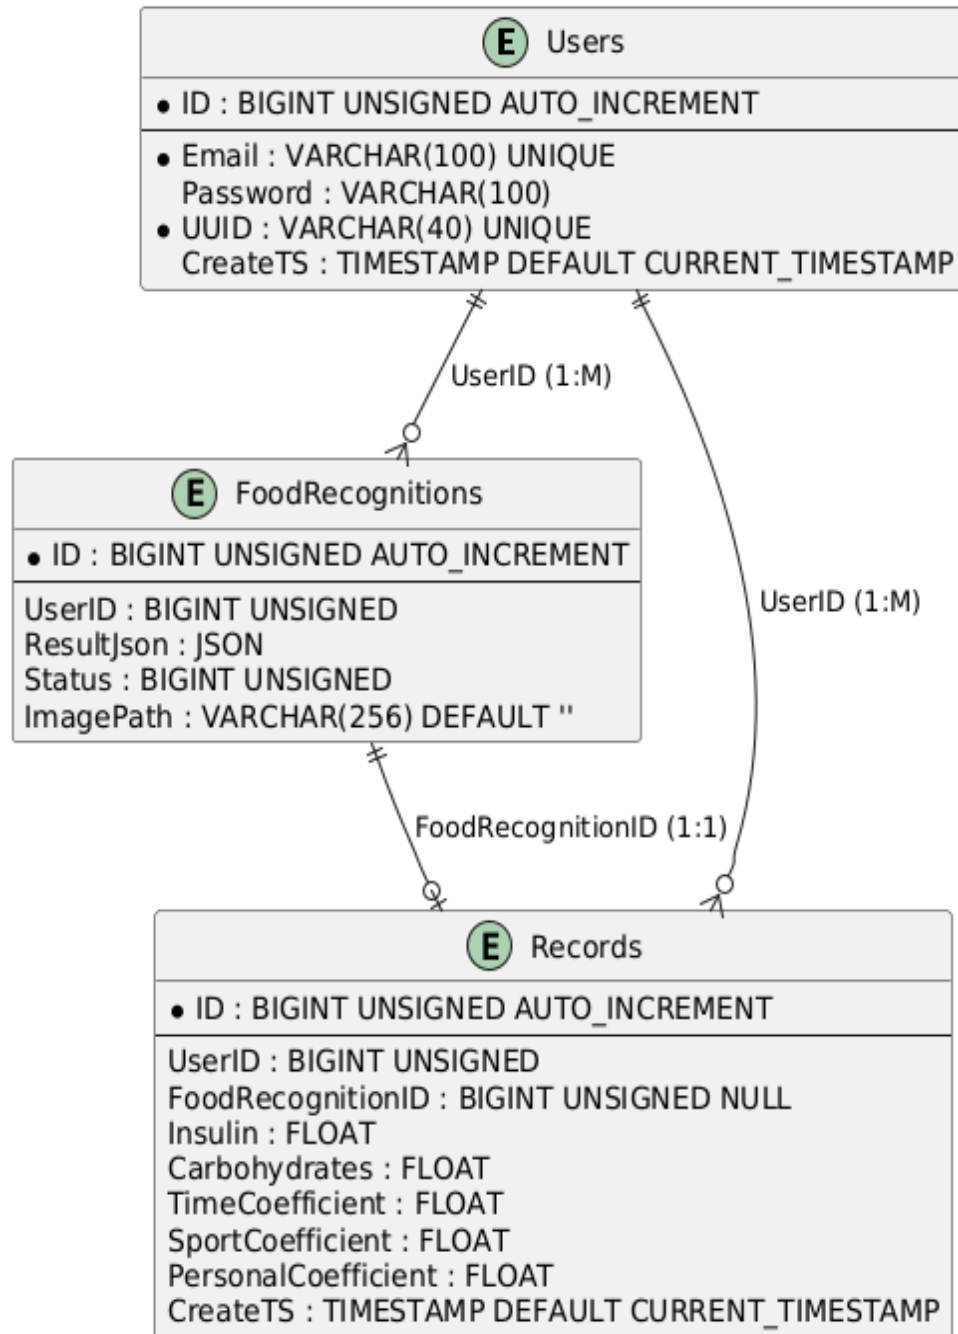 E Users
ID : BIGINT UNSIGNED AUTO_INCREMENT
Email : VARCHAR(100) UNIQUE
Password : VARCHAR(100)
UUID : VARCHAR(40) UNIQUE
CreateTS : TIMESTAMP DEFAULT CURRENT_TIMESTAMP
UserID (1:M)
E FoodRecognitions
ID : BIGINT UNSIGNED AUTO_INCREMENT
UserID : BIGINT UNSIGNED
ResultJson : JSON
Status : BIGINT UNSIGNED
ImagePath : VARCHAR(256) DEFAULT ''
UserID (1:M)
FoodRecognitionID (1:1)
E Records
ID : BIGINT UNSIGNED AUTO_INCREMENT
UserID : BIGINT UNSIGNED
FoodRecognitionID : BIGINT UNSIGNED NULL
Insulin : FLOAT
Carbohydrates : FLOAT
TimeCoefficient : FLOAT
SportCoefficient : FLOAT
PersonalCoefficient : FLOAT
CreateTS : TIMESTAMP DEFAULT CURRENT_TIMESTAMP